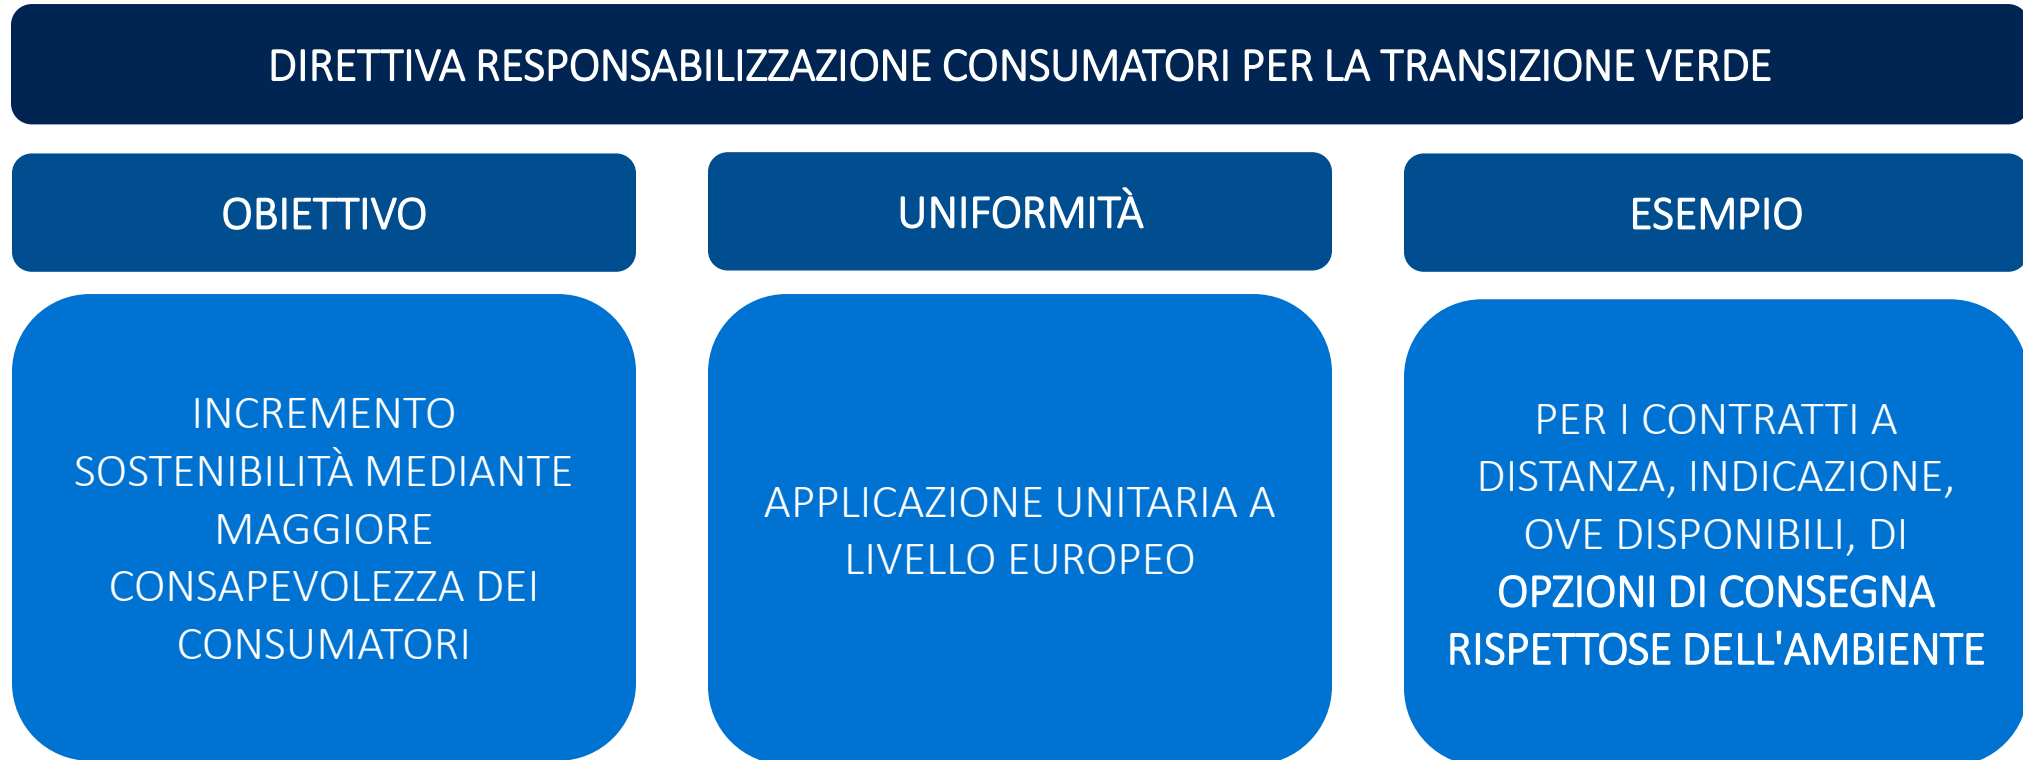 DIRETTIVA RESPONSABILIZZAZIONE CONSUMATORI PER LA TRANSIZIONE VERDE
OBIETTIVO
INCREMENTO
SOSTENIBILITÀ MEDIANTE
MAGGIORE
CONSAPEVOLEZZA DEI
CONSUMATORI
UNIFORMITÀ
APPLICAZIONE UNITARIA A
LIVELLO EUROPEO
ESEMPIO
PER I CONTRATTI A
DISTANZA, INDICAZIONE,
OVE DISPONIBILI, DI
OPZIONI DI CONSEGNA
RISPETTOSE DELL'AMBIENTE